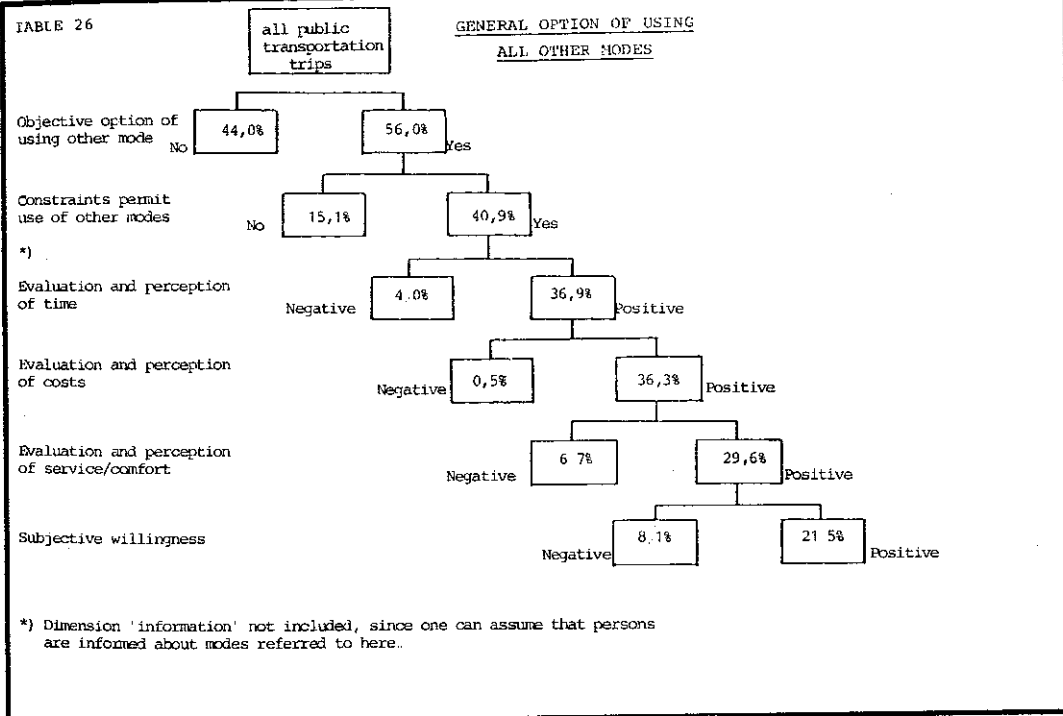 TABLE 26
all public
transportation
trips
GENERAL OPTION OF USING
ALL OTHER MODES
Objective option of
using other mode
No
44,0%
56,0%
Yes
Constraints permit
use of other modes
No
15,1%
40,9%
Yes
*)
Evaluation and perception
of time
Negative
4.0%
36,9%
Positive
Evaluation and perception
of costs
Negative
0,5%
36,3%
Positive
Evaluation and perception
of service/comfort
Negative
6 7%
29,6%
Positive
Subjective willingness
Negative
8.1%
21 5%
Positive
*) Dimension 'information' not included, since one can assume that persons
are informed about modes referred to here..